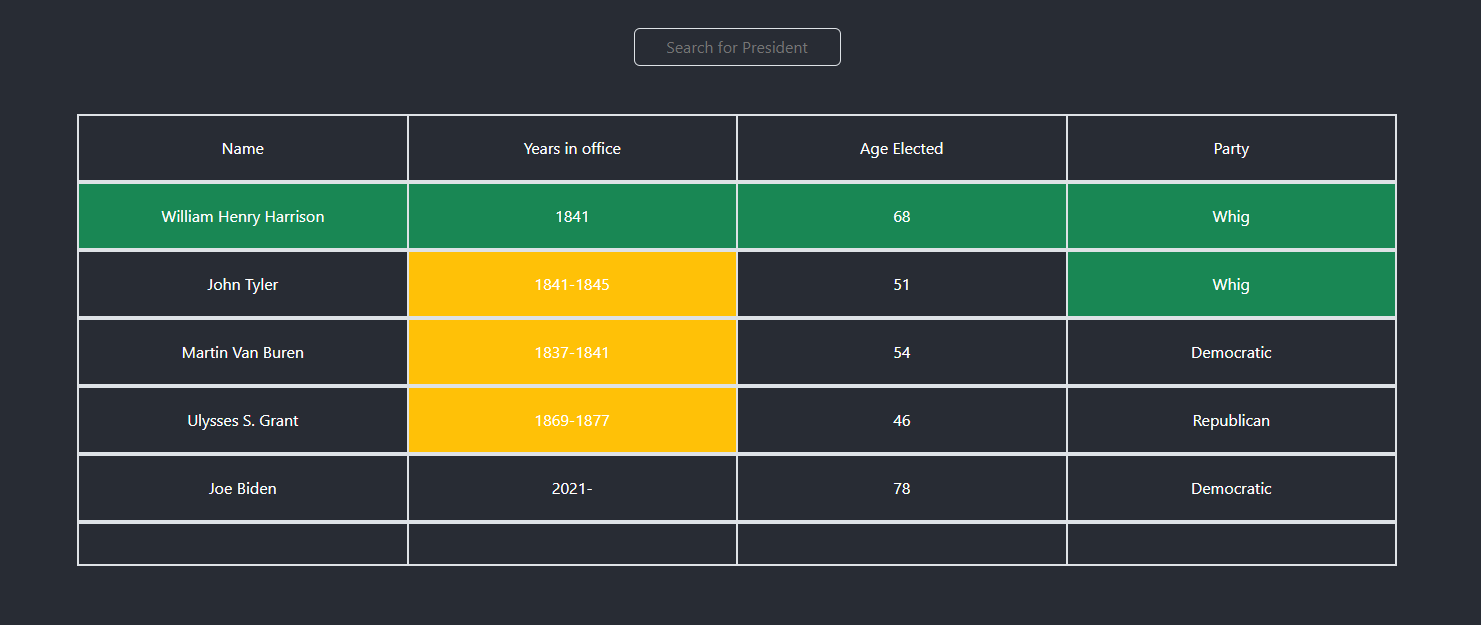 Search for President
Name Years in office Age Elected Party
William Henry Harrison 1841 68 Whig
John Tyler 1841-1845 51 Whig
Martin Van Buren 1837-1841 54 Democratic
Ulysses S. Grant 1869-1877 46 Republican
Joe Biden 2021- 78 Democratic